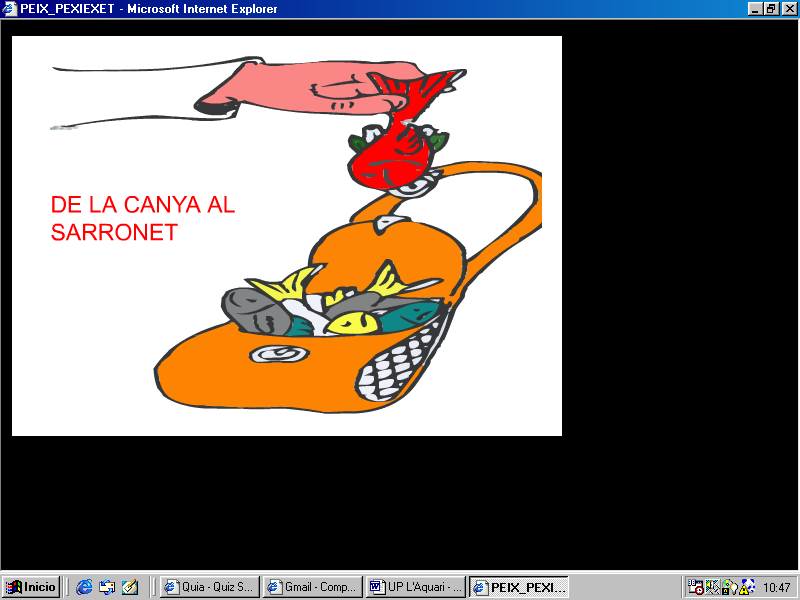 PEIX_PEXIEXET - Microsoft Internet Explorer
DE LA CANYA AL
SARRONET
Inicio
Quia - Quiz S...
Gmail - Comp...
UP L'Aquari - ...
PEIX_PEXI...
10:47